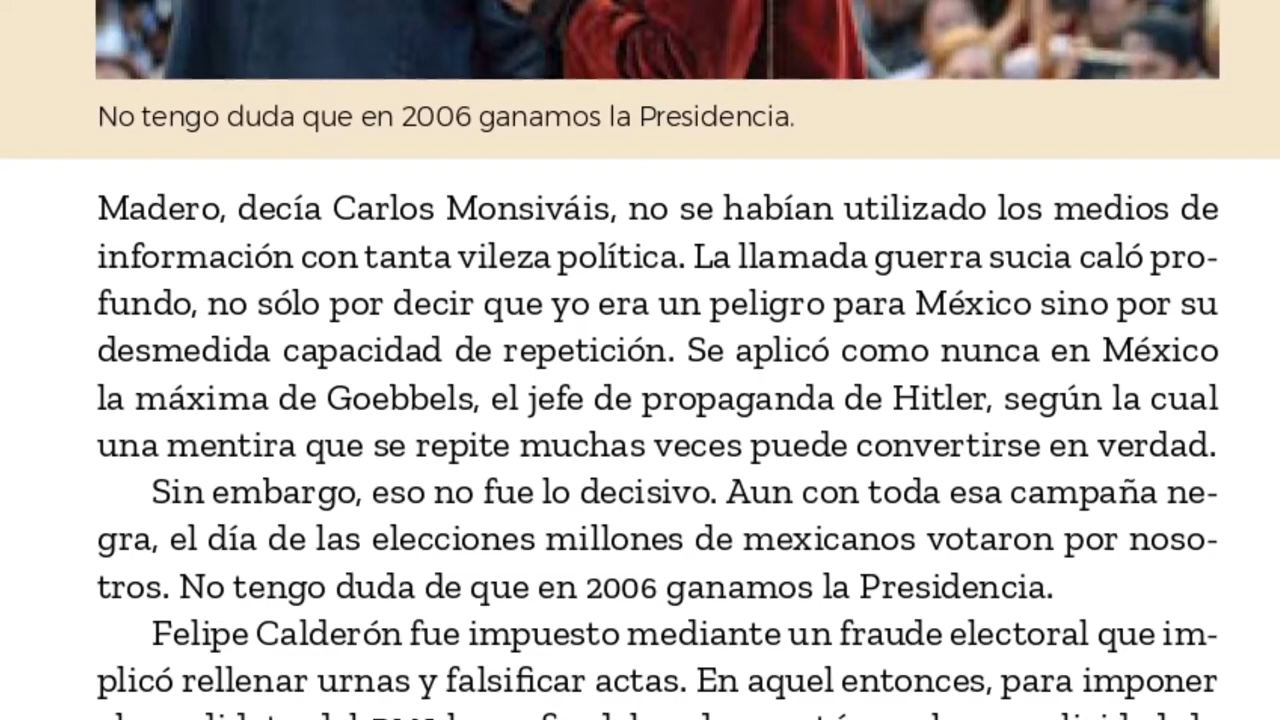 No tengo duda que en 2006 ganamos la Presidencia.
Madero, decía Carlos Monsiváis, no se habían utilizado los medios de
información con tanta vileza política. La llamada guerra sucia caló pro-
fundo, no sólo por decir que yo era un peligro para México sino por su
desmedida capacidad de repetición. Se aplicó como nunca en México
la máxima de Goebbels, el jefe de propaganda de Hitler, según la cual
una mentira que se repite muchas veces puede convertirse en verdad.
Sin embargo, eso no fue lo decisivo. Aun con toda esa campaña ne-
gra, el día de las elecciones millones de mexicanos votaron por noso-
tros. No tengo duda de que en 2006 ganamos la Presidencia.
Felipe Calderón fue impuesto mediante un fraude electoral que im-
plicó rellenar urnas y falsificar actas. En aquel entonces, para imponer